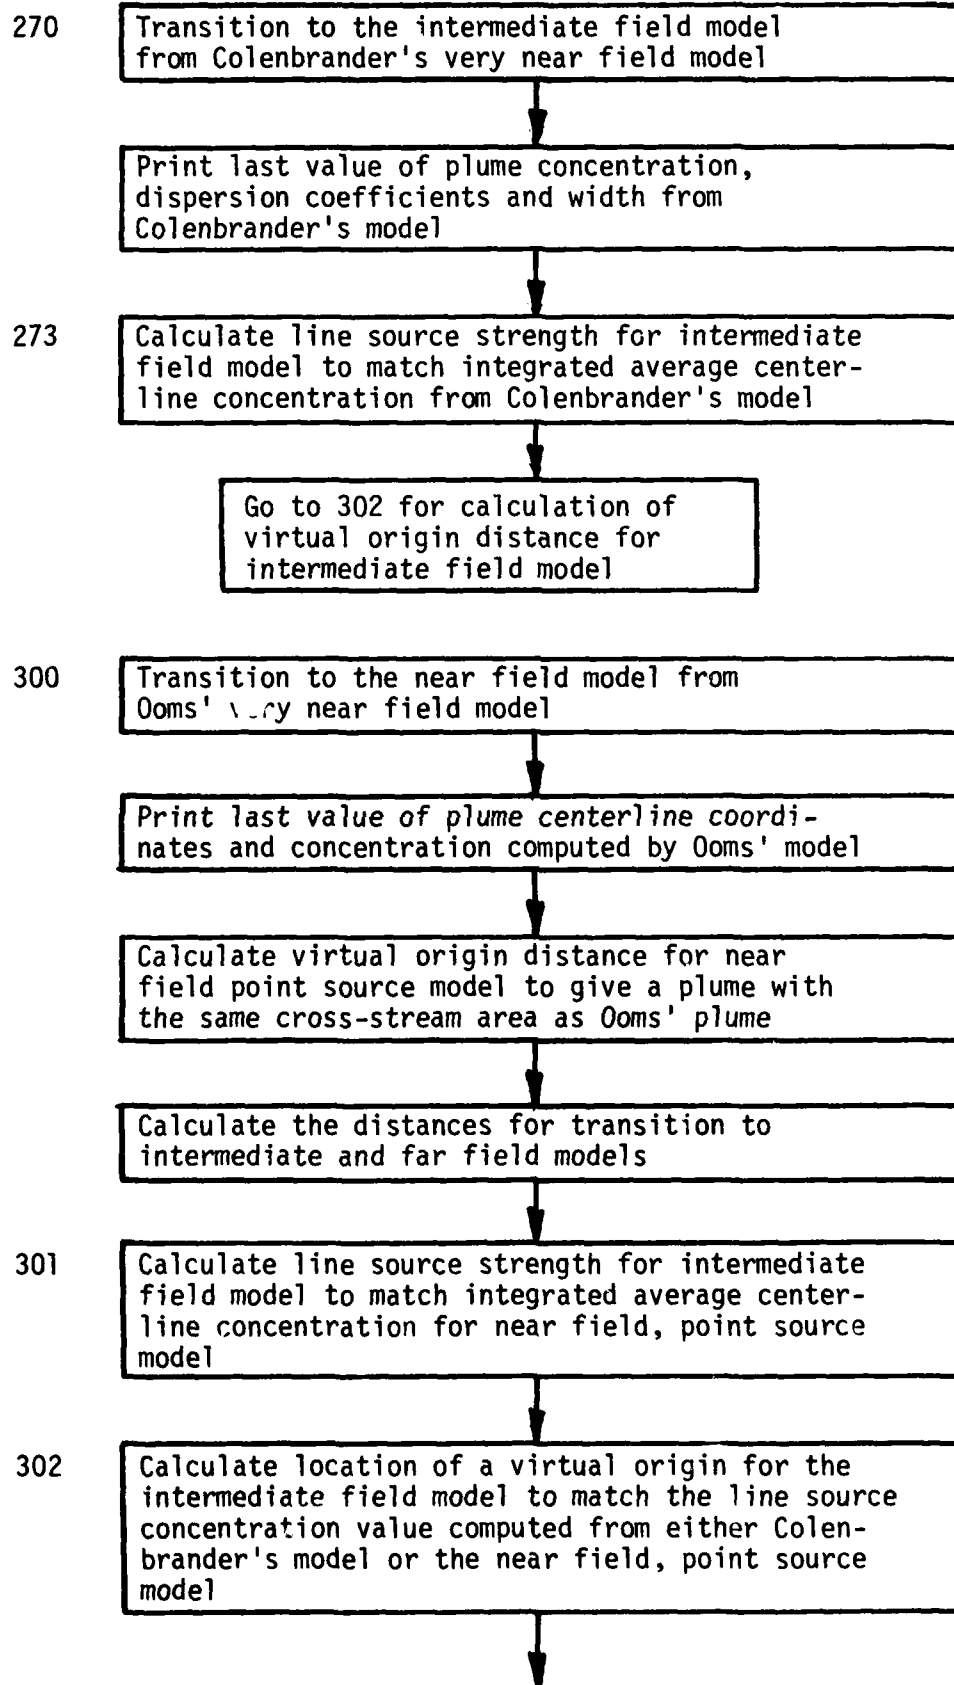 270
Transition to the intermediate field model
from Colenbrander's very near field model
Print last value of plume concentration,
dispersion coefficients and width from
Colenbrander's model
273
Calculate line source strength for intermediate
field model to match integrated average center-
line concentration from Colenbrander's model
Go to 302 for calculation of
virtual origin distance for
intermediate field model
300
Transition to the near field model from
Ooms' very near field model
Print last value of plume centerline coordi-
nates and concentration computed by Ooms' model
Calculate virtual origin distance for near
field point source model to give a plume with
the same cross-stream area as Ooms' plume
Calculate the distances for transition to
intermediate and far field models
301
Calculate line source strength for intermediate
field model to match integrated average center-
line concentration for near field, point source
model
302
Calculate location of a virtual origin for the
intermediate field model to match the line source
concentration value computed from either Colen-
brander's model or the near field, point source
model